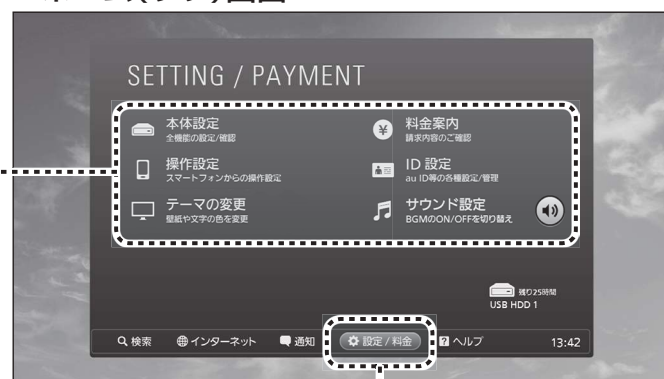 SETTING / PAYMENT
本体設定
全機能の設定/確認
料金案内
請求内容のご確認
操作設定
スマートフォンからの操作設定
ID 設定
au ID等の各種設定/管理
テーマの変更
壁紙や文字の色を変更
サウンド設定
BGMのON/OFFを切り替え
残り25時間
USB HDD 1
検索
インターネット
通知
設定 / 料金
ヘルプ
13:42